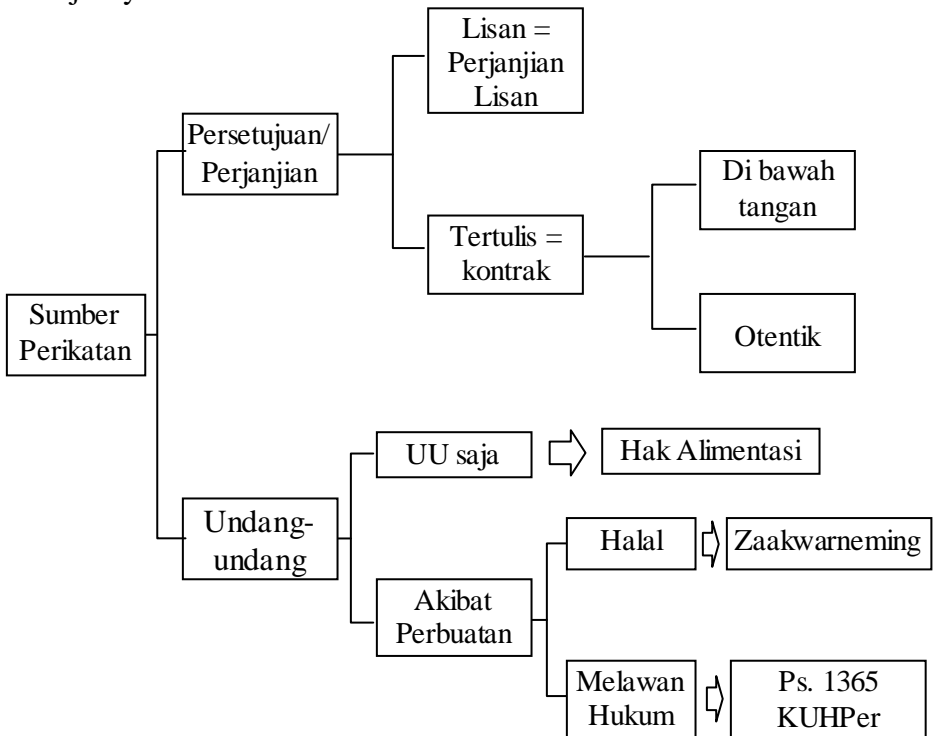 Lisan =
Perjanjian
Lisan
Persetujuan/
Perjanjian
Di bawah
tangan
Tertulis =
kontrak
Sumber
Perikatan
Otentik
UU saja
Hak Alimentasi
Undang-
undang
Halal
Zaakwarneming
Akibat
Perbuatan
Melawan
Hukum
Ps. 1365
KUHPer